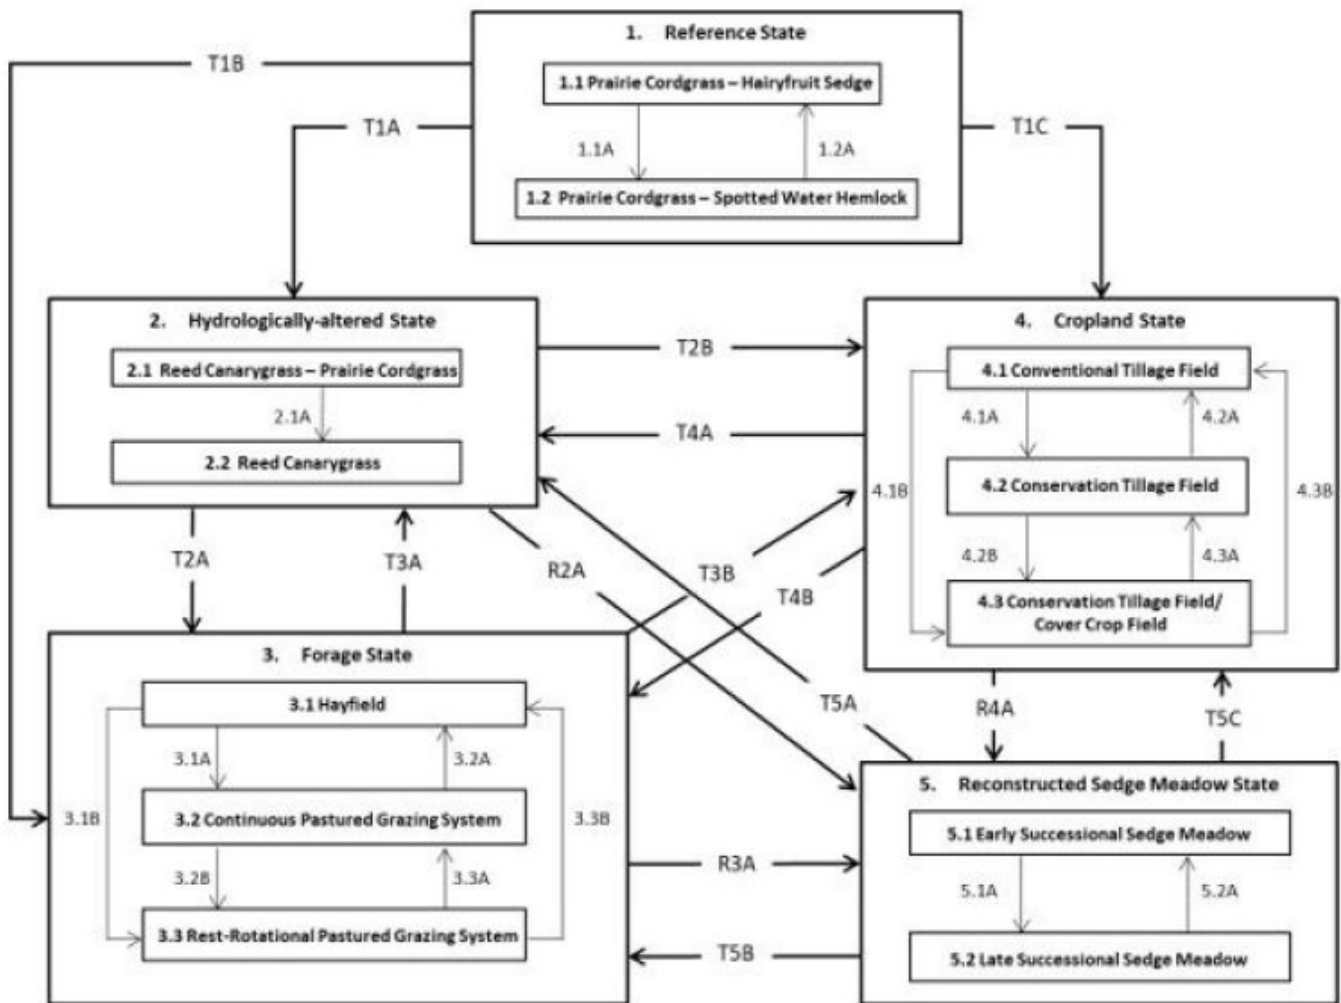 1. Reference State
T1B
1.1 Prairie Cordgrass – Hairyfruit Sedge
T1A
T1C
1.1A
1.2A
1.2 Prairie Cordgrass – Spotted Water Hemlock
2. Hydrologically-altered State
2.1 Reed Canarygrass – Prairie Cordgrass
2.1A
2.2 Reed Canarygrass
T2B
T4A
4. Cropland State
4.1 Conventional Tillage Field
4.1A
4.2A
4.2 Conservation Tillage Field
4.1B
4.3B
4.2B
4.3A
4.3 Conservation Tillage Field/
Cover Crop Field
T2A
T3A
R2A
T3B
T4B
T5A
R4A
T5C
3. Forage State
3.1 Hayfield
3.1A
3.2A
3.2 Continuous Pastured Grazing System
3.1B
3.3B
3.2B
3.3A
3.3 Rest-Rotational Pastured Grazing System
R3A
T5B
5. Reconstructed Sedge Meadow State
5.1 Early Successional Sedge Meadow
5.1A
5.2A
5.2 Late Successional Sedge Meadow